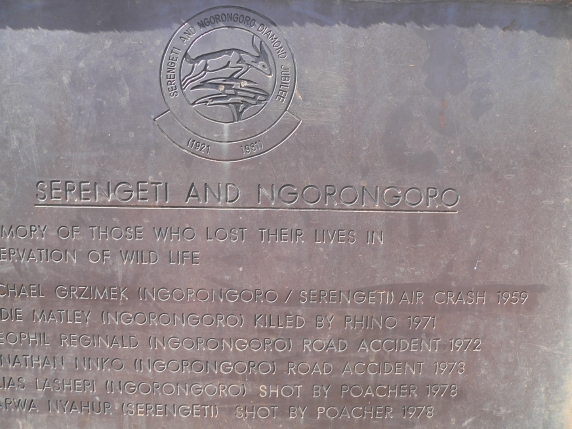 SERENGETI AND NGORONGORO DIAMOND JUBILEE
(1921 1981)
SERENGETI AND NGORONGORO
MORY OF THOSE WHO LOST THEIR LIVES IN
ERVATION OF WILD LIFE
CHAEL GRZIMEK (NGORONGORO / SERENGETI) AIR CRASH 1959
DIE MATLEY (NGORONGORO) KILLED BY RHINO 1971
EOPHIL REGINALD (NGORONGORO) ROAD ACCIDENT 1972
NATHAN NNKO (NGORONGORO) ROAD ACCIDENT 1973
IAS LASHERI (NGORONGORO) SHOT BY POACHER 1978
RWA NYAHUR (SERENGETI) SHOT BY POACHER 1978